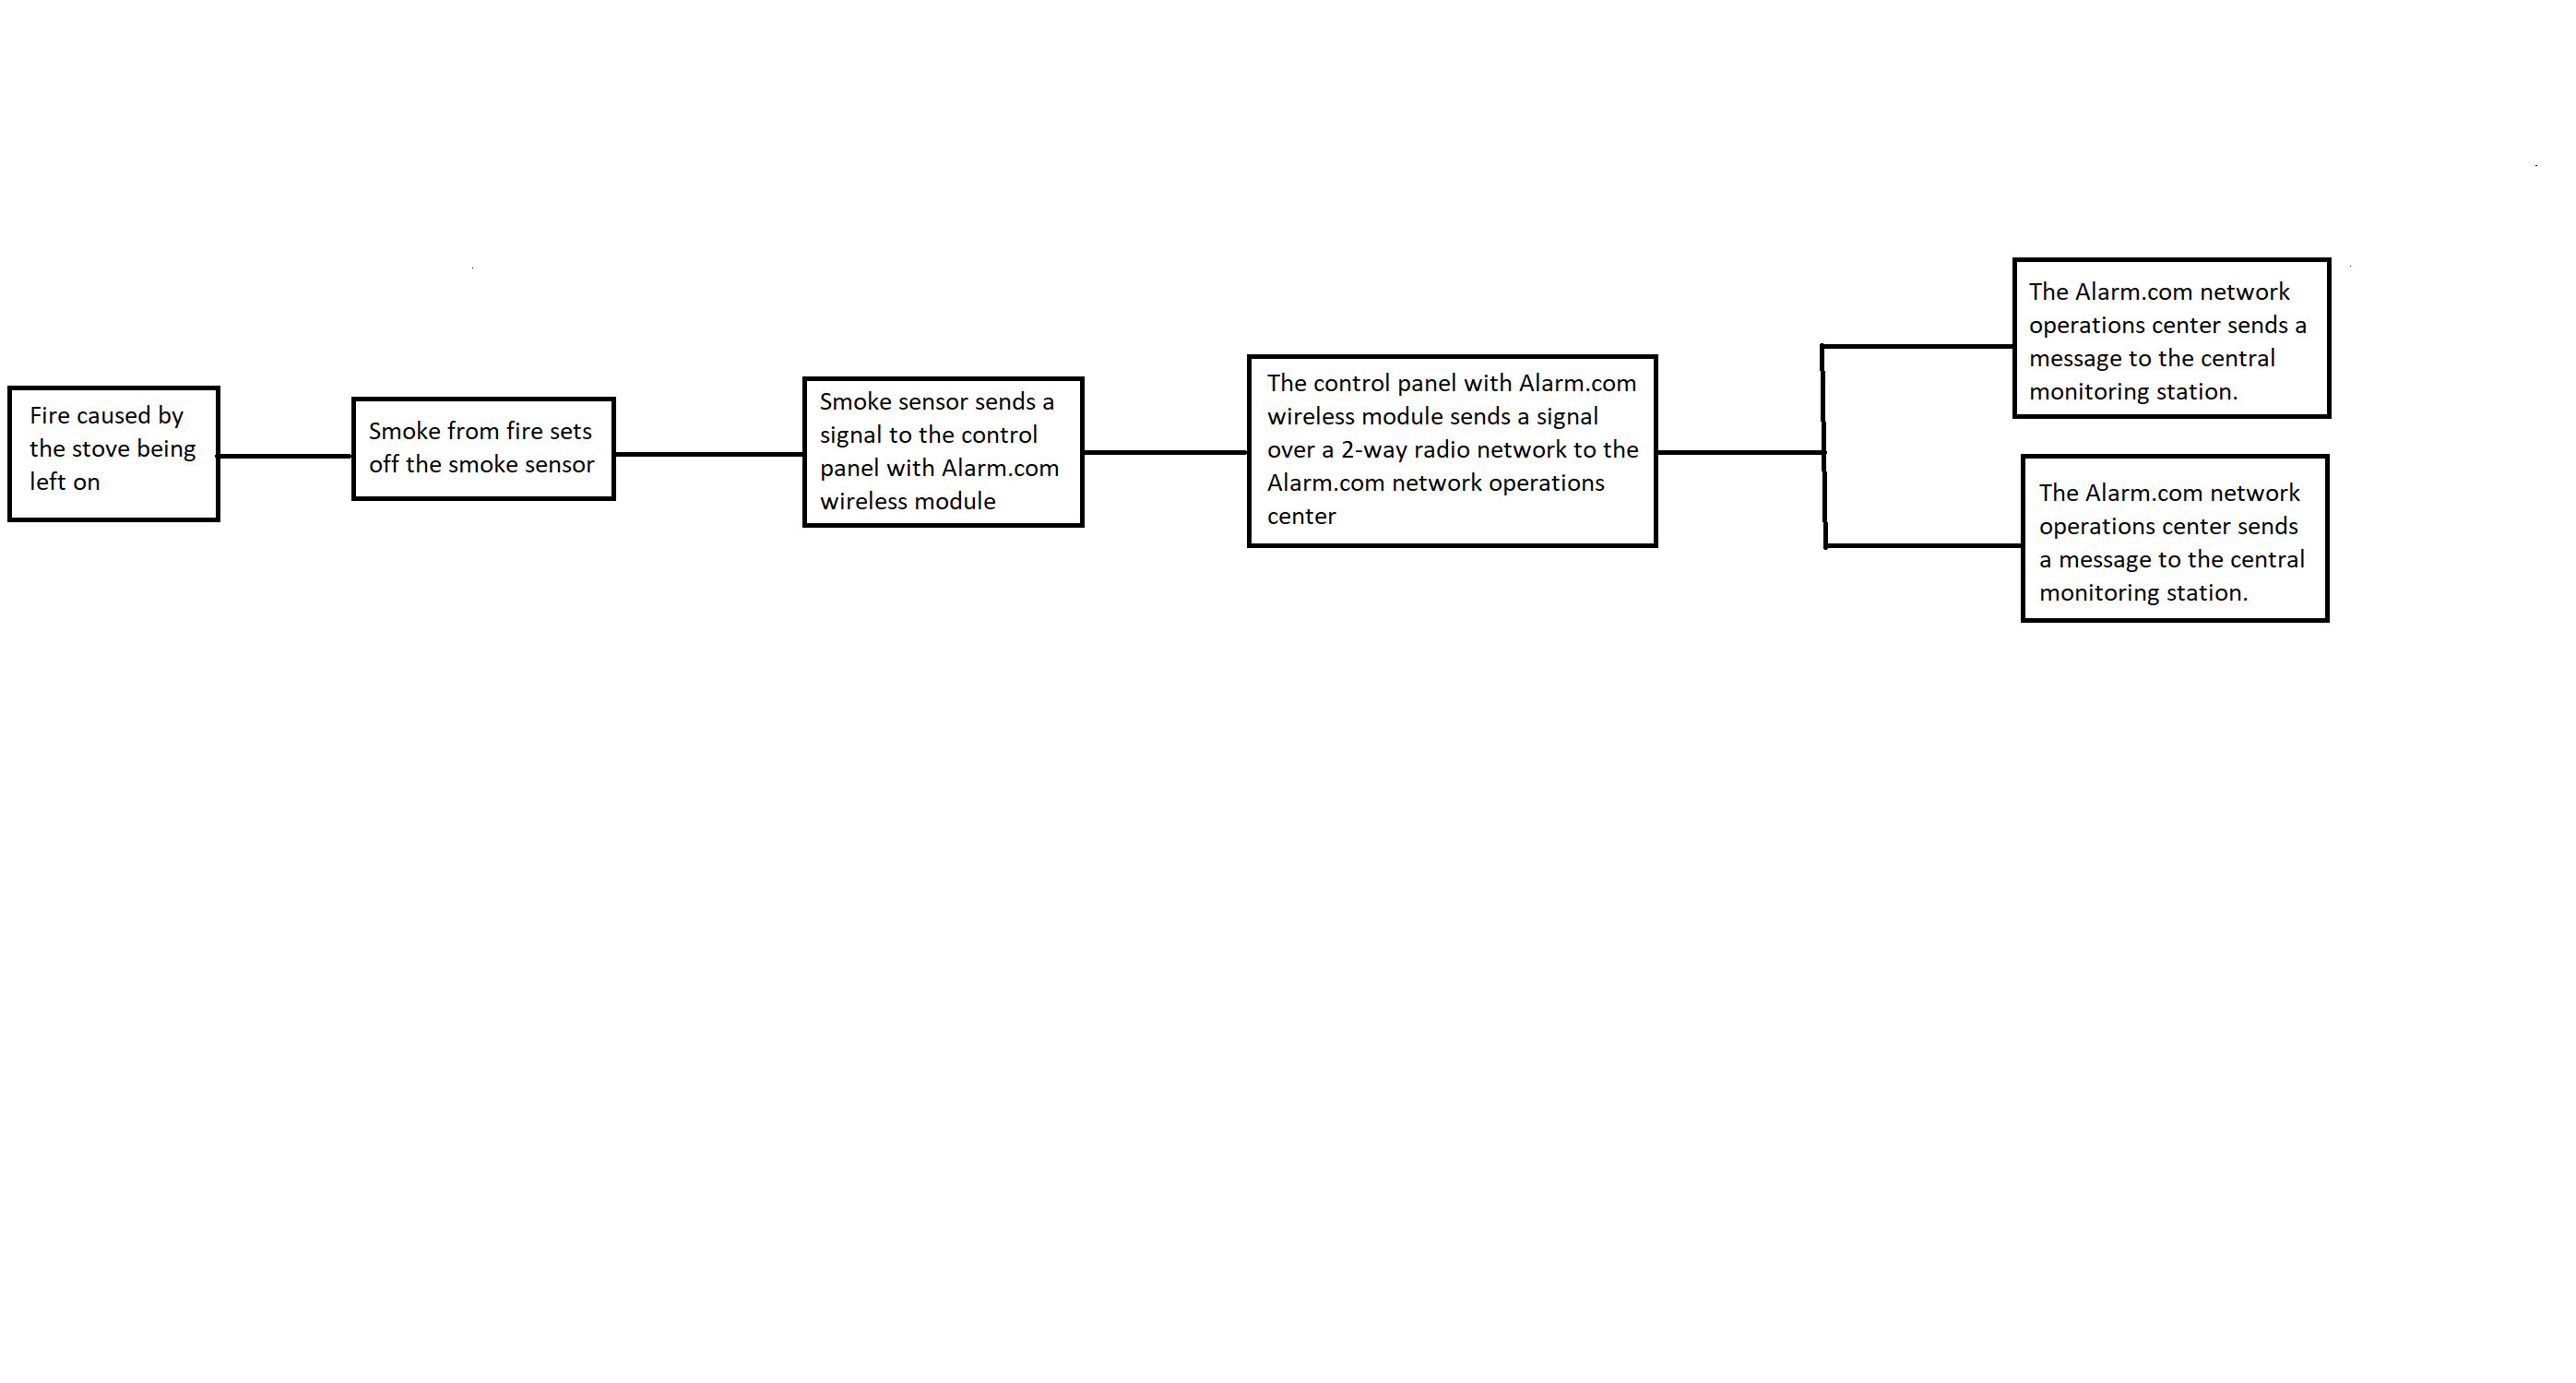 Fire caused by
the stove being
left on
Smoke from fire sets
off the smoke sensor
Smoke sensor sends a
signal to the control
panel with Alarm.com
wireless module
The control panel with Alarm.com
wireless module sends a signal
over a 2-way radio network to the
Alarm.com network operations
center
The Alarm.com network
operations center sends a
message to the central
monitoring station.
The Alarm.com network
operations center sends
a message to the central
monitoring station.